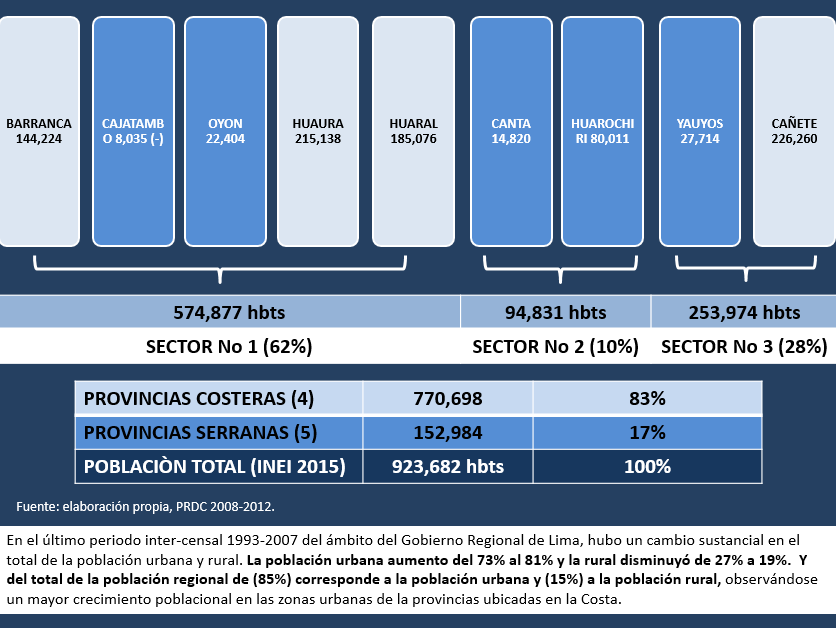 BARRANCA
144,224
CAJATAMB
O 8,035 (-)
OYON
22,404
HUAURA
215,138
HUARAL
185,076
CANTA
14,820
HUAROCHI
RI 80,011
YAUYOS
27,714
CAÑETE
226,260
574,877 hbts
94,831 hbts
253,974 hbts
SECTOR No 1 (62%)
SECTOR No 2 (10%)
SECTOR No 3 (28%)
PROVINCIAS COSTERAS (4) 770,698 83%
PROVINCIAS SERRANAS (5) 152,984 17%
POBLACIÒN TOTAL (INEI 2015) 923,682 hbts 100%
Fuente: elaboración propia, PRDC 2008-2012.
En el último periodo inter-censal 1993-2007 del ámbito del Gobierno Regional de Lima, hubo un cambio sustancial en el
total de la población urbana y rural. La población urbana aumento del 73% al 81% y la rural disminuyó de 27% a 19%. Y
del total de la población regional de (85%) corresponde a la población urbana y (15%) a la población rural, observándose
un mayor crecimiento poblacional en las zonas urbanas de la provincias ubicadas en la Costa.